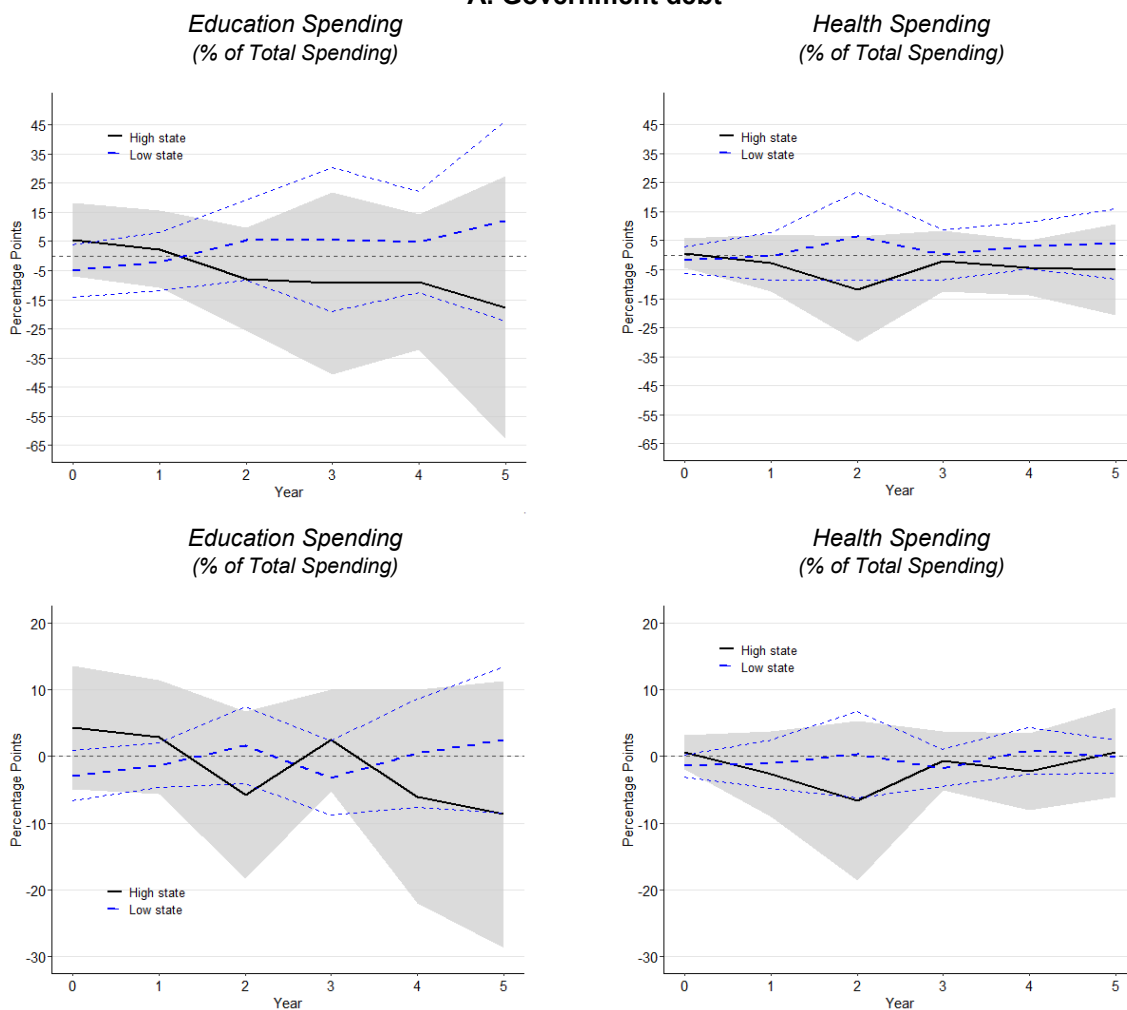 A. Government debt
Education Spending
(% of Total Spending)
Health Spending
(% of Total Spending)
45
35
25
15
5
-5
-15
-25
-35
-45
-55
-65
Percentage Points
High state
Low state
0 1 2 3 4 5
Year
45
35
25
15
5
-5
-15
-25
-35
-45
-55
-65
Percentage Points
High state
Low state
0 1 2 3 4 5
Year
Education Spending
(% of Total Spending)
Health Spending
(% of Total Spending)
20
10
0
-10
-20
-30
Percentage Points
High state
Low state
0 1 2 3 4 5
Year
20
10
0
-10
-20
-30
Percentage Points
High state
Low state
0 1 2 3 4 5
Year